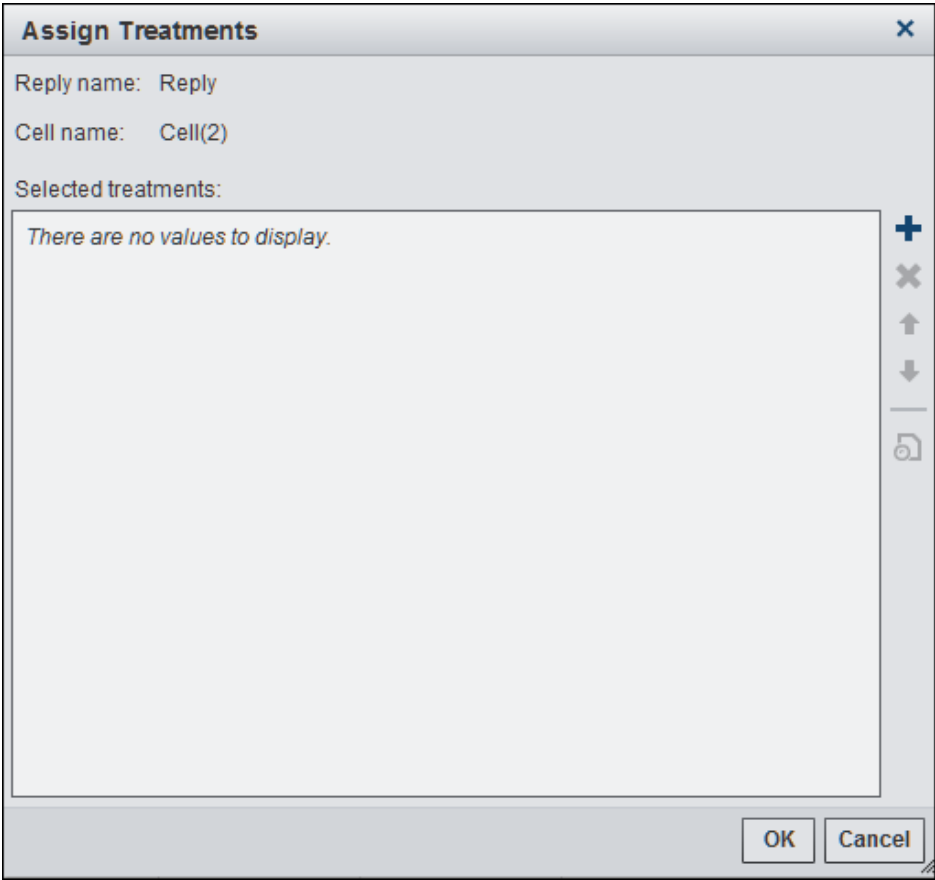 Assign Treatments
Reply name: Reply
Cell name: Cell(2)
Selected treatments:
There are no values to display.
OK Cancel